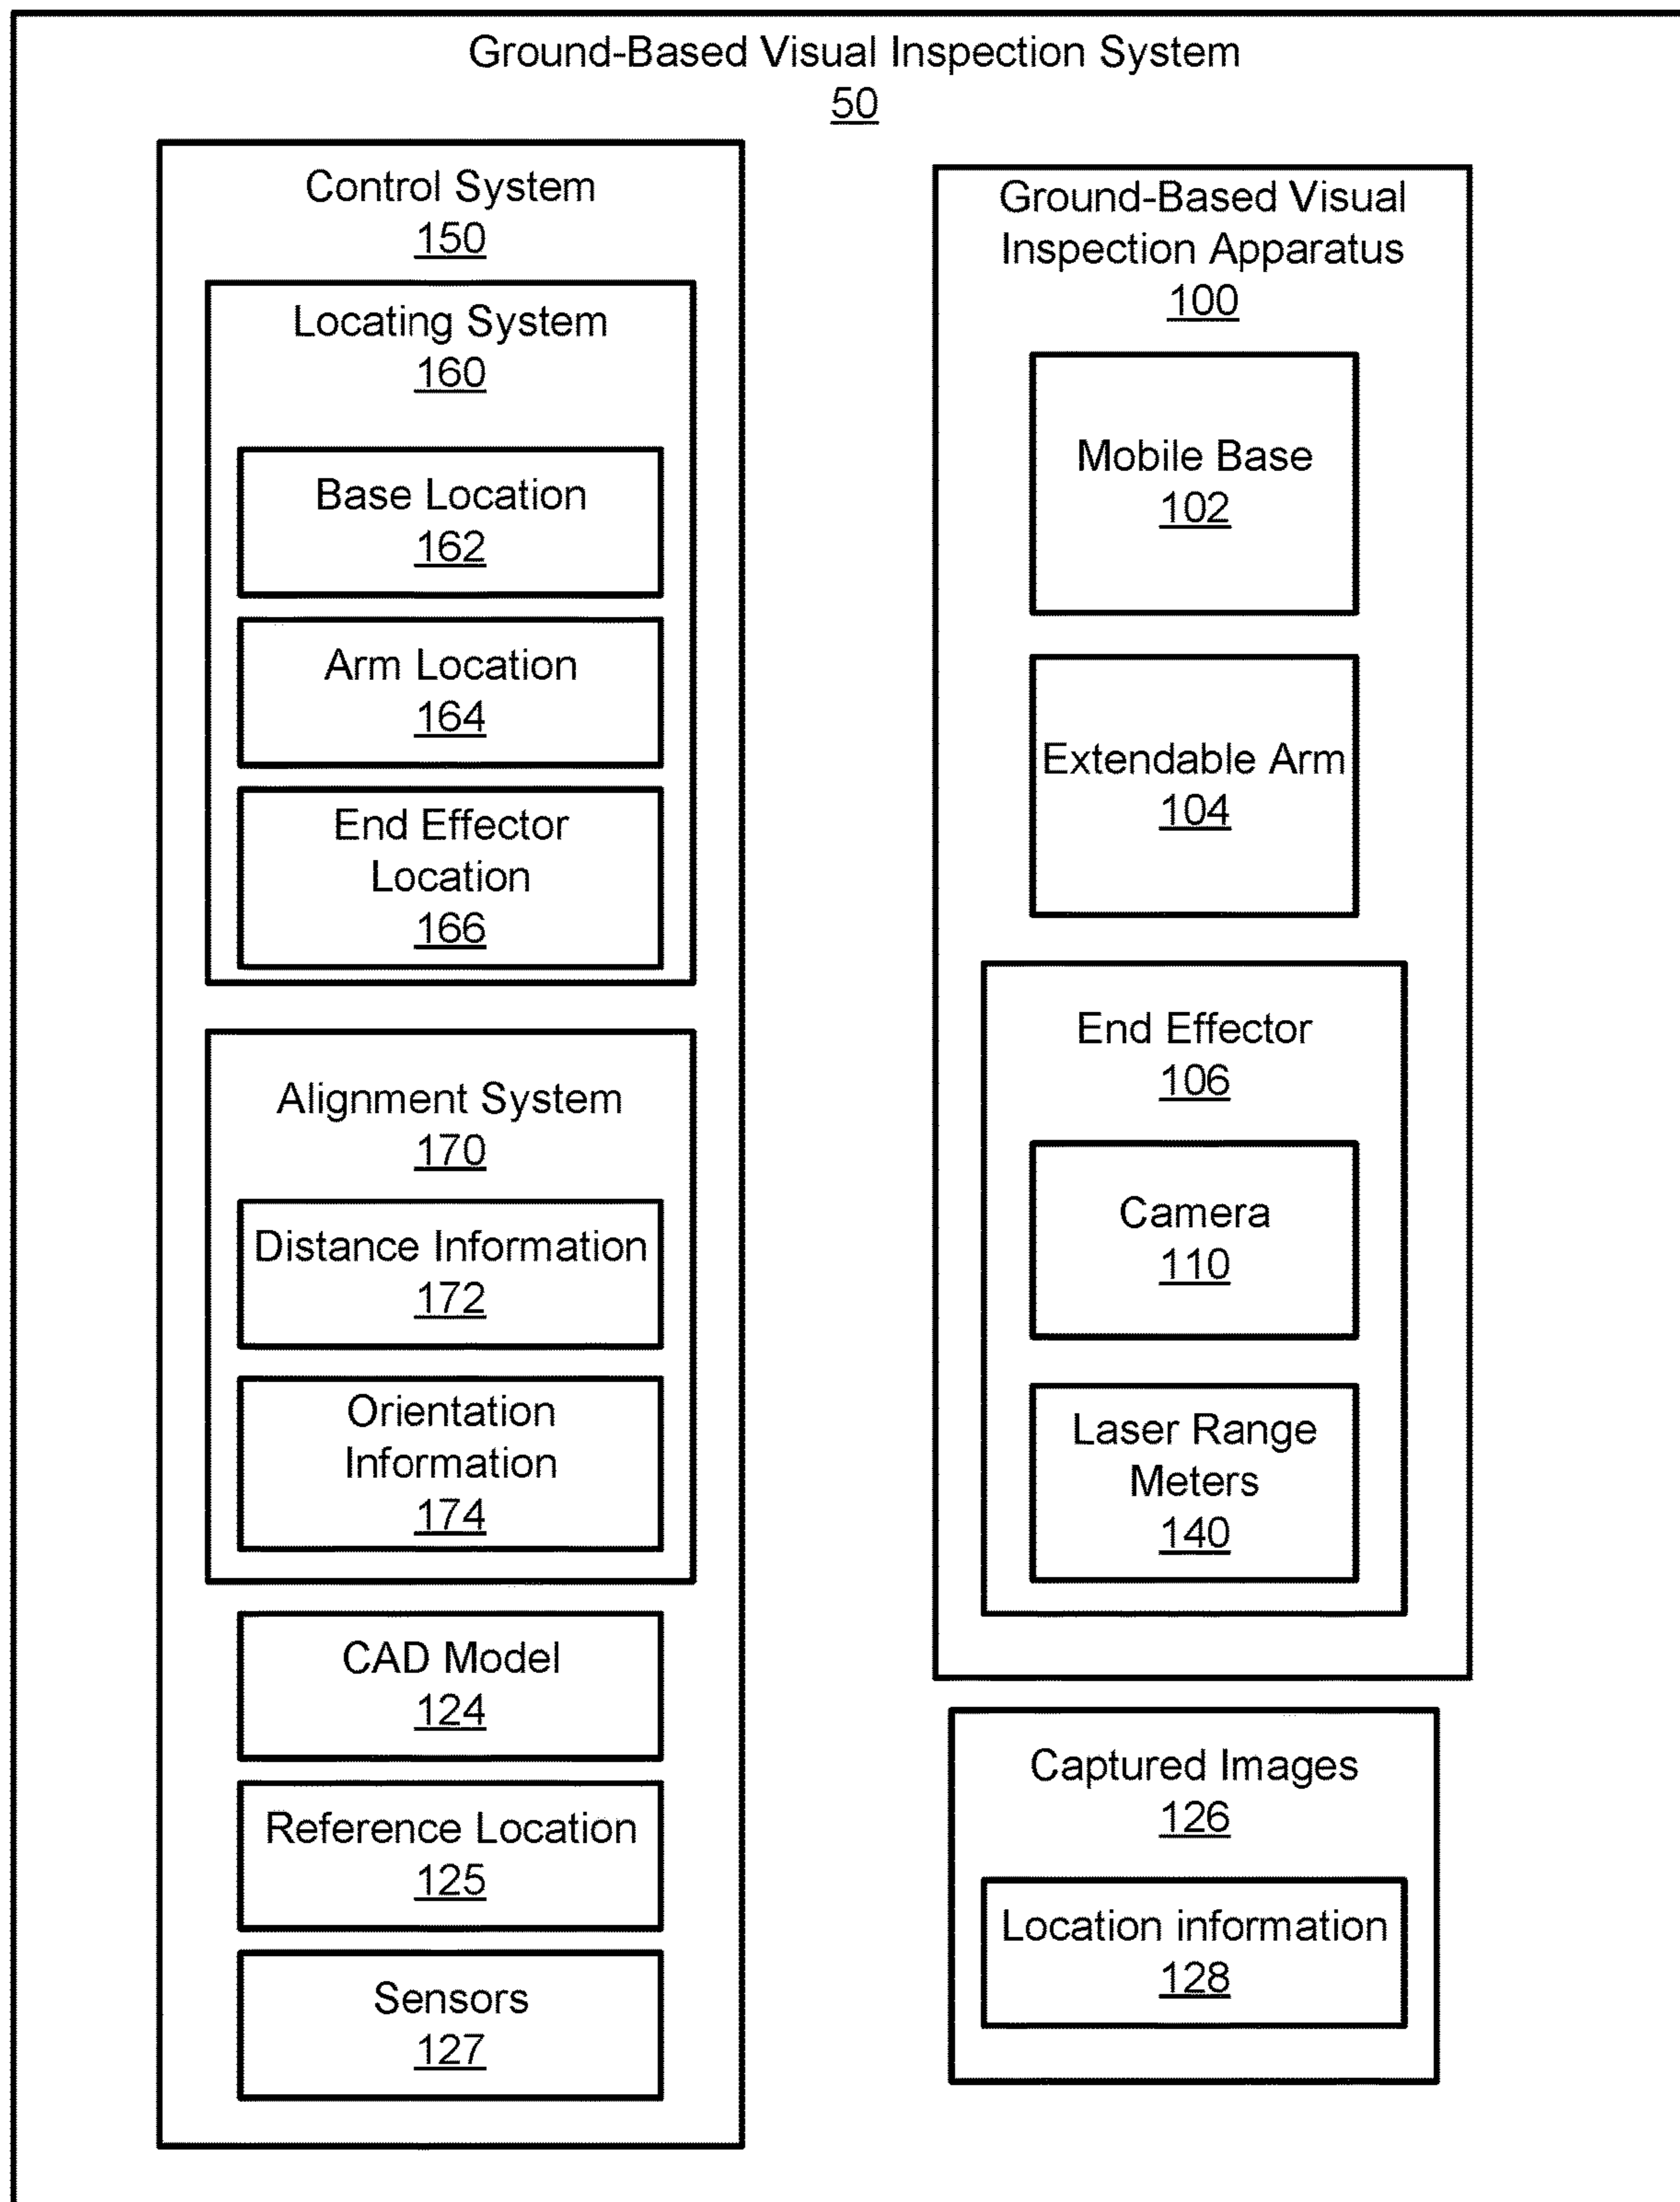 Ground-Based Visual Inspection System
50
Control System
150
Locating System
160
Base Location
162
Arm Location
164
End Effector
Location
166
Alignment System
170
Distance Information
172
Orientation
Information
174
CAD Model
124
Reference Location
125
Sensors
127
Ground-Based Visual
Inspection Apparatus
100
Mobile Base
102
Extendable Arm
104
End Effector
106
Camera
110
Laser Range
Meters
140
Captured Images
126
Location information
128